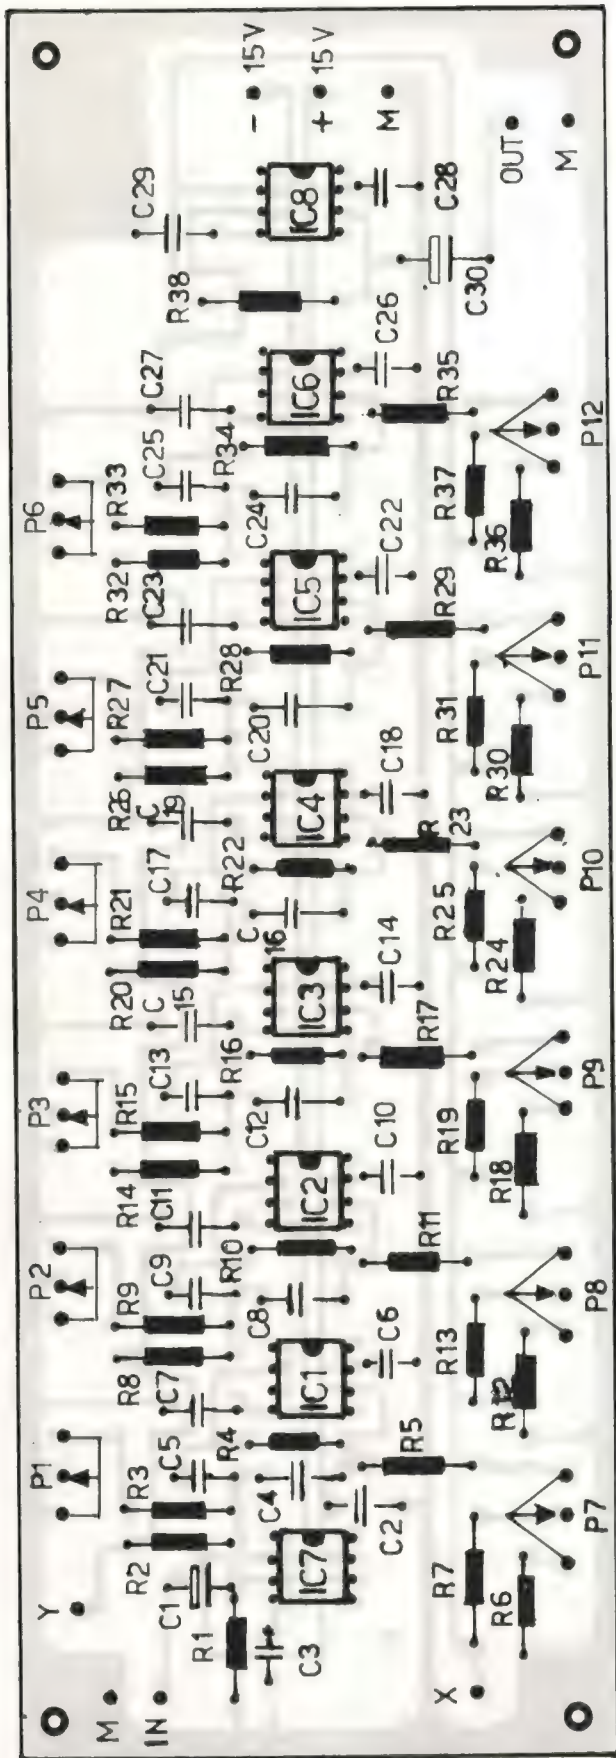 Y
M
IN
P1
P2
P3
P4
P5
P6
R2
R3
C5
C7
R8
R9
C9
C11
R14
R15
C13
C 15
R20
R21
C17
C 19
R26
R27
C21
C23
R32
R33
C25
C27
C29
C1
R1
C3
R4
C4
C8
R10
C12
R16
C 16
R22
C20
R28
C24
R34
R38
IC7
IC1
IC2
IC3
IC4
IC5
IC6
IC8
- 15V
+ 15V
M
C2
C6
C10
C14
C18
C22
C26
C28
C30
R5
R11
R17
R 23
R29
R35
X
R7
R13
R19
R25
R31
R37
R6
R12
R18
R24
R30
R36
OUT
M
P7
P8
P9
P10
P11
P12